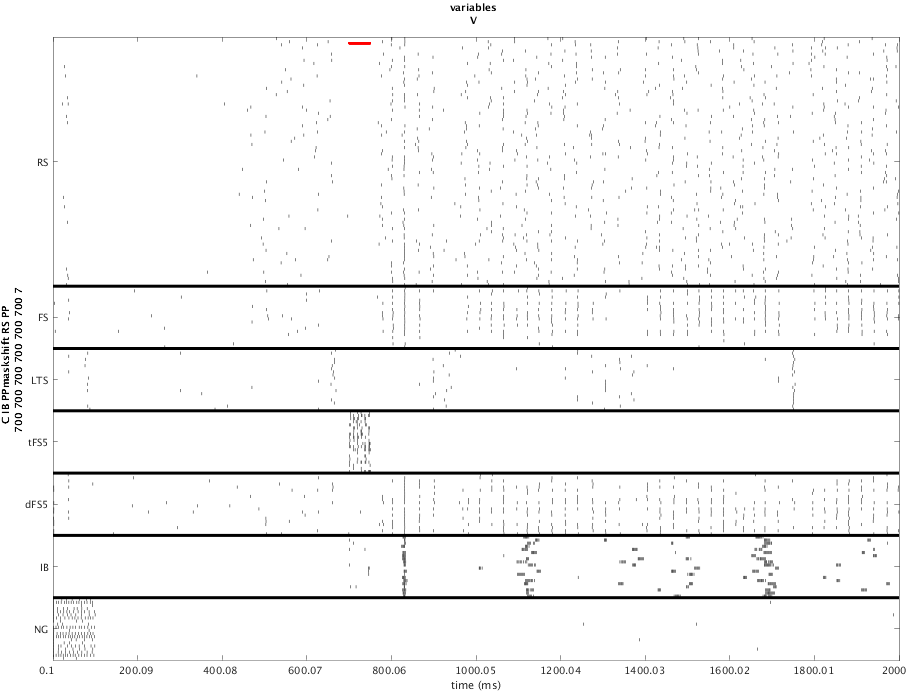 variables
V
RS
FS
LTS
tFS5
dFS5
IB
NG
C IB PPmaskshift RS PP
700 700 700 700 700 700 7
0.1 200.09 400.08 600.07 800.06 1000.05 1200.04 1400.03 1600.02 1800.01 2000
time (ms)